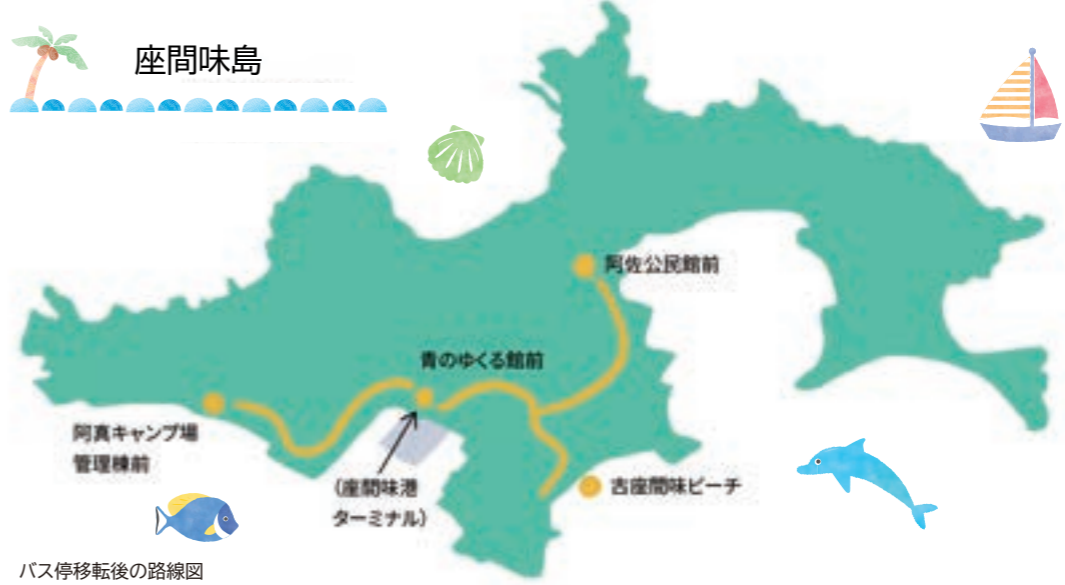 座間味島
阿佐公民館前
青のゆくる館前
阿真キャンプ場
管理棟前
(座間味港
ターミナル)
古座間味ビーチ
バス停移転後の路線図